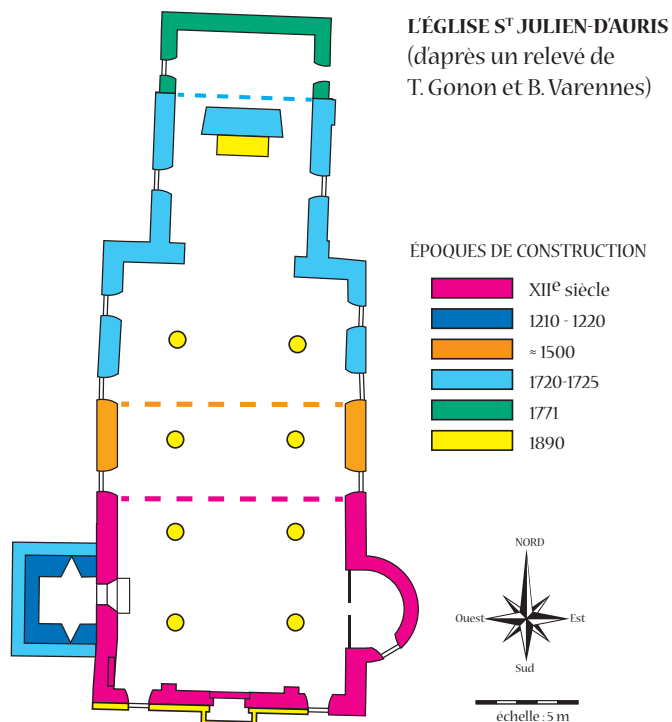 L'ÉGLISE Sᵀ JULIEN-D'AURIS
(d'après un relevé de
T. Gonon et B. Varennes)
ÉPOQUES DE CONSTRUCTION
XIIᵉ siècle
1210 - 1220
≈ 1500
1720-1725
1771
1890
NORD
Ouest
Est
Sud
échelle : 5 m